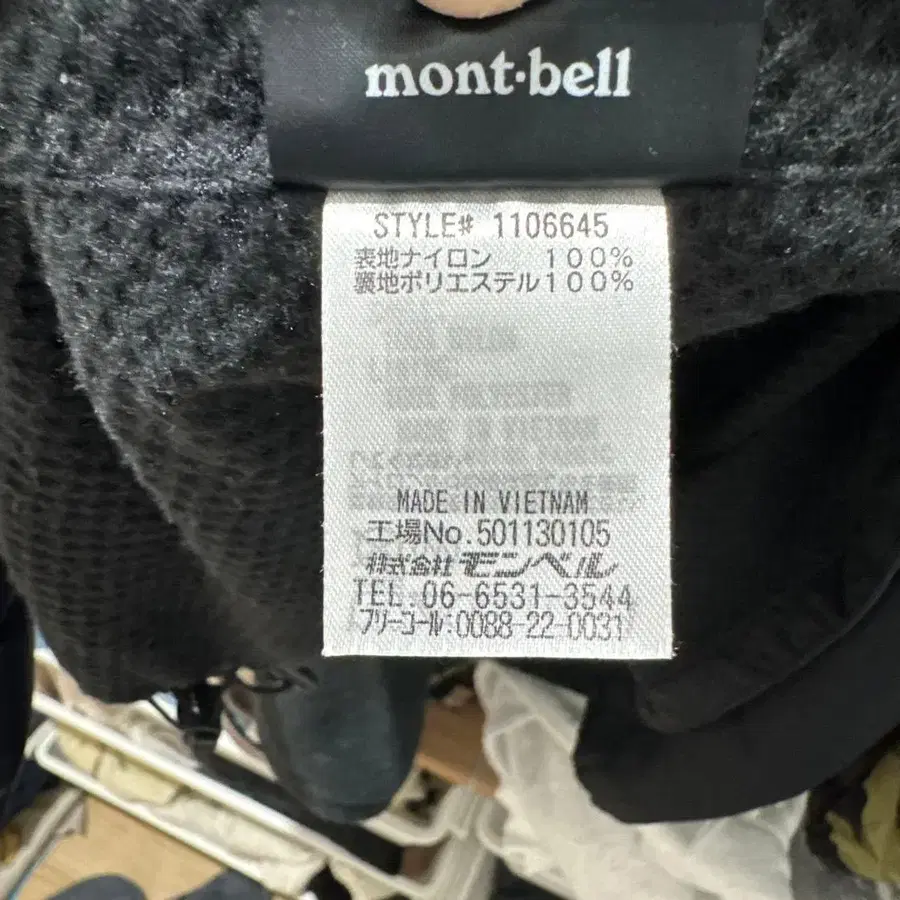 mont·bell
STYLE# 1106645
表地ナイロン 100%
裏地ポリエステル100%
MADE IN VIETNAM
工場No.501130105
株式会社モンベル
TEL.06-6531-3544
フリーコール:0088-22-0031